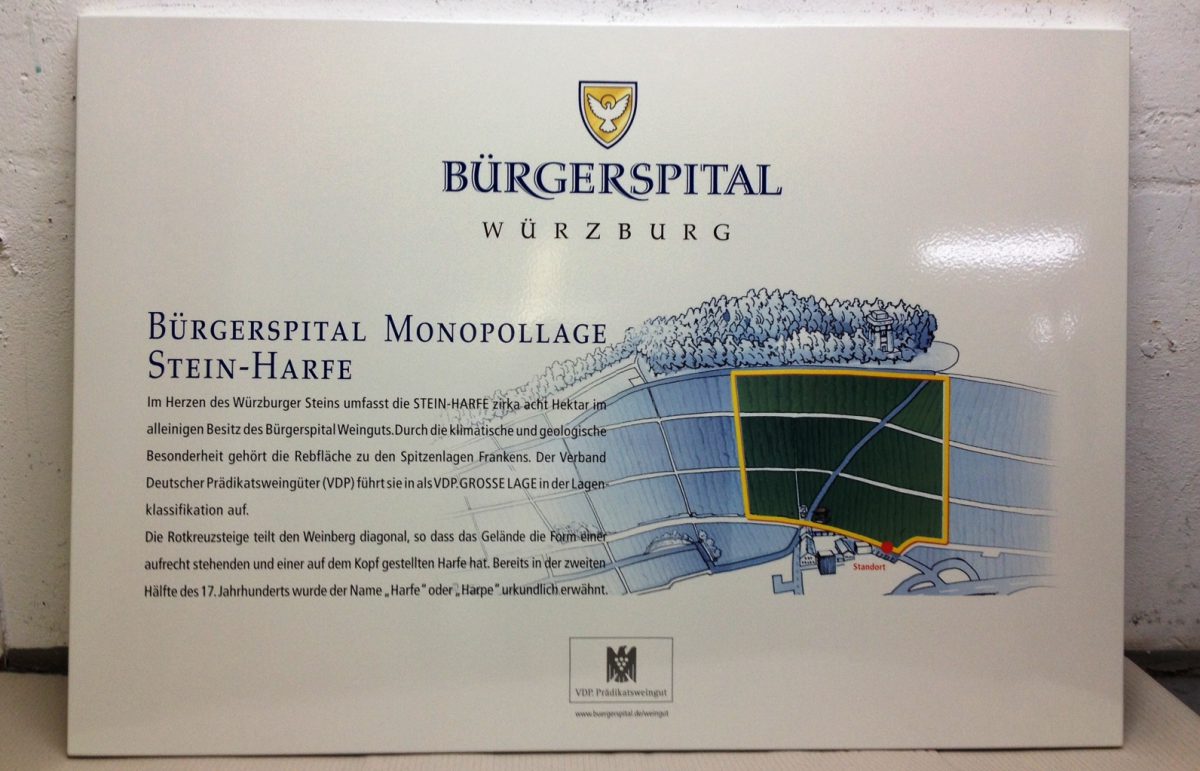 BÜRGERSPITAL
WÜRZBURG
BÜRGERSPITAL MONOPOLLAGE
STEIN-HARFE
Im Herzen des Würzburger Steins umfasst die STEIN-HARFE zirka acht Hektar im
alleinigen Besitz des Bürgerspital Weinguts. Durch die klimatische und geologische
Besonderheit gehört die Rebfläche zu den Spitzenlagen Frankens. Der Verband
Deutscher Prädikatsweingüter (VDP) führt sie in als VDP.GROSSE LAGE in der Lagen-
klassifikation auf.
Die Rotkreuzsteige teilt den Weinberg diagonal, so dass das Gelände die Form einer
aufrecht stehenden und einer auf dem Kopf gestellten Harfe hat. Bereits in der zweiten
Hälfte des 17. Jahrhunderts wurde der Name „Harfe“ oder „Harpe“ urkundlich erwähnt.
Standort
VDP. Prädikatsweingut
www.buergerspital.de/weingut